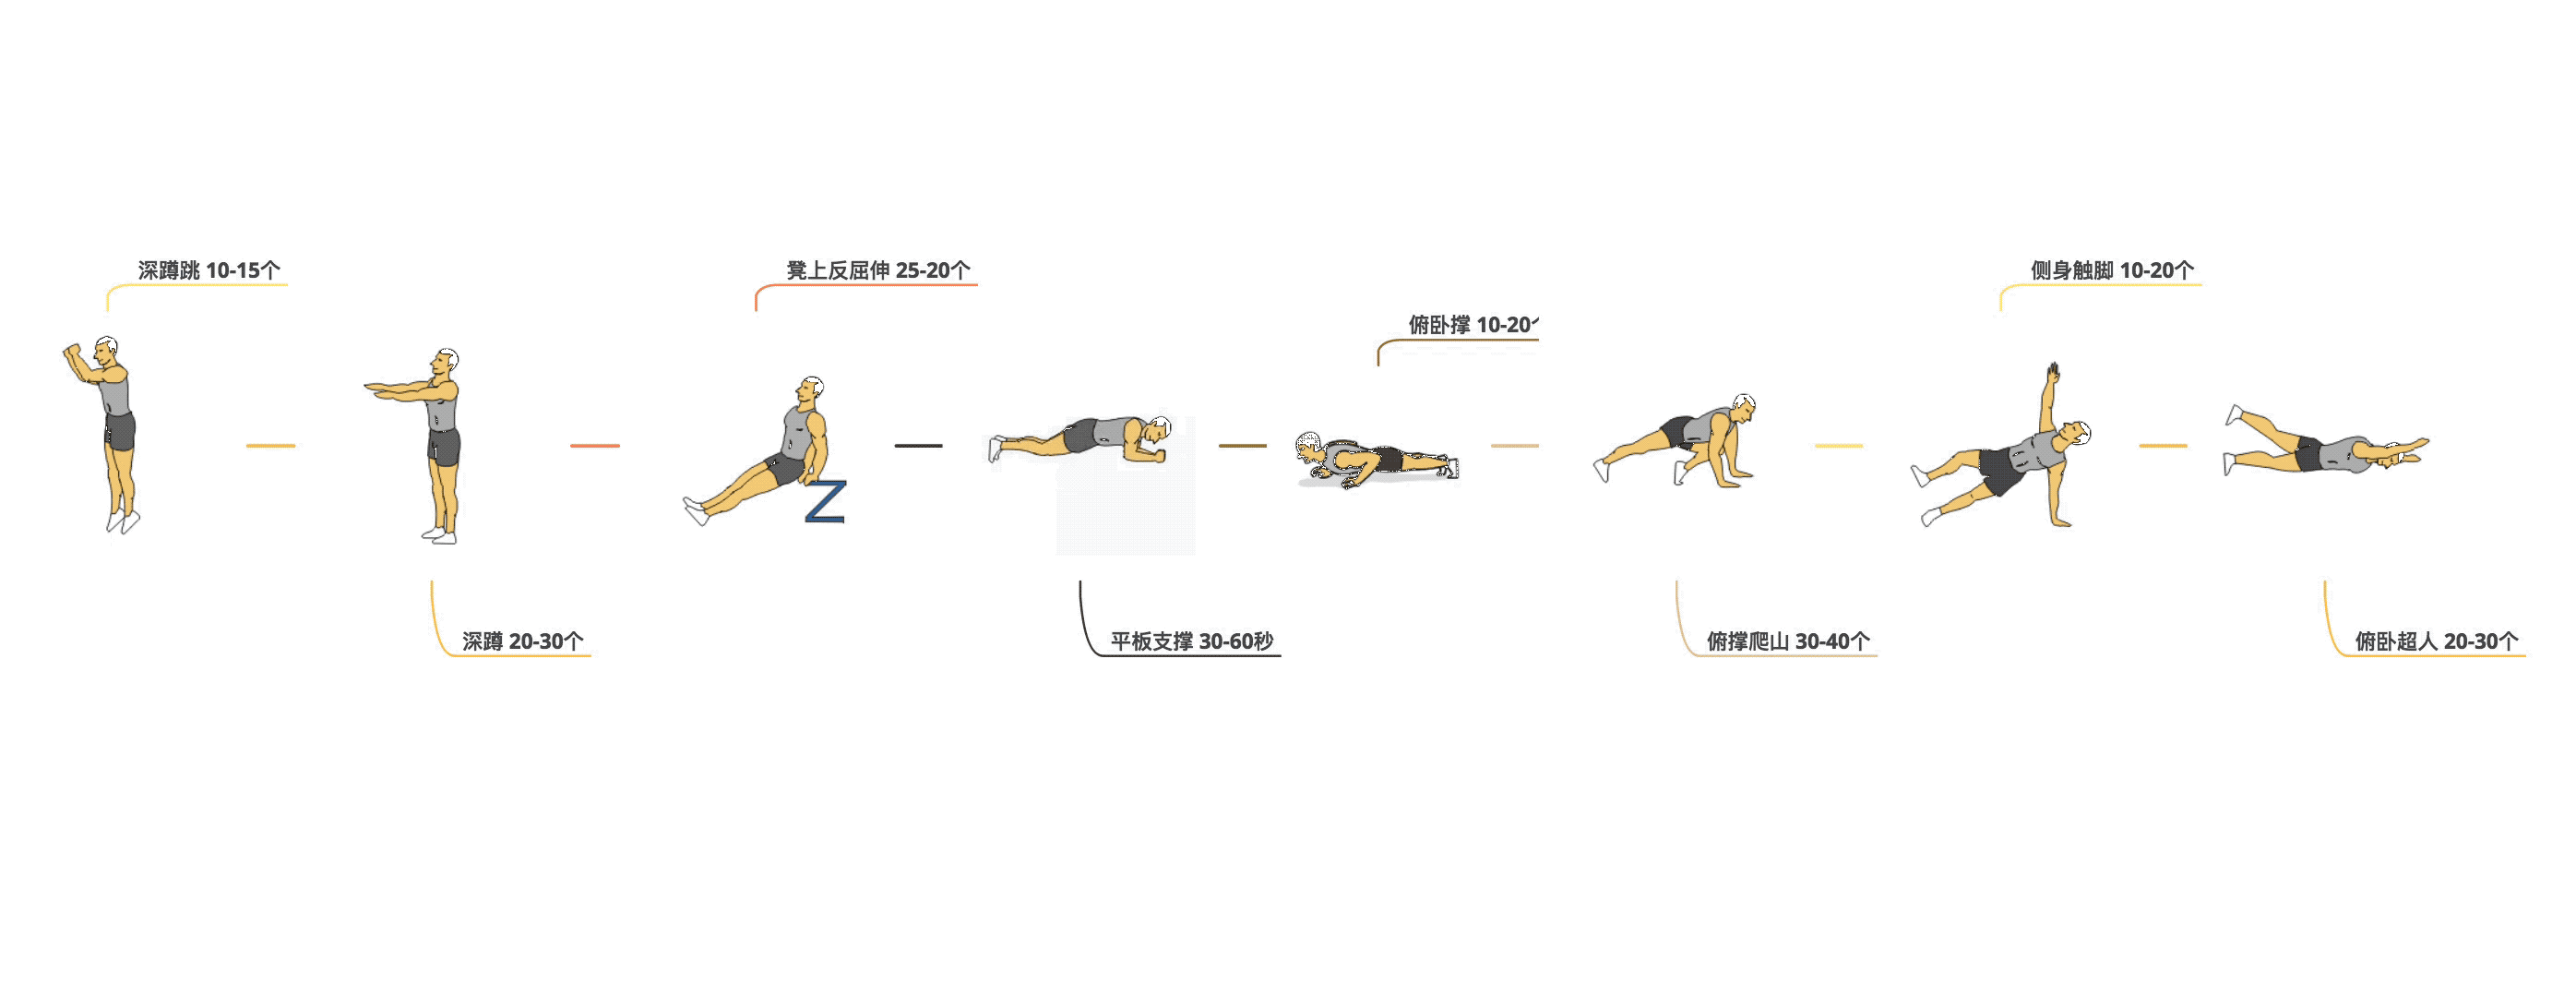 深蹲跳 10-15个
深蹲 20-30个
凳上反屈伸 25-20个
平板支撑 30-60秒
俯卧撑 10-20
俯撑爬山 30-40个
侧身触脚 10-20个
俯卧超人 20-30个